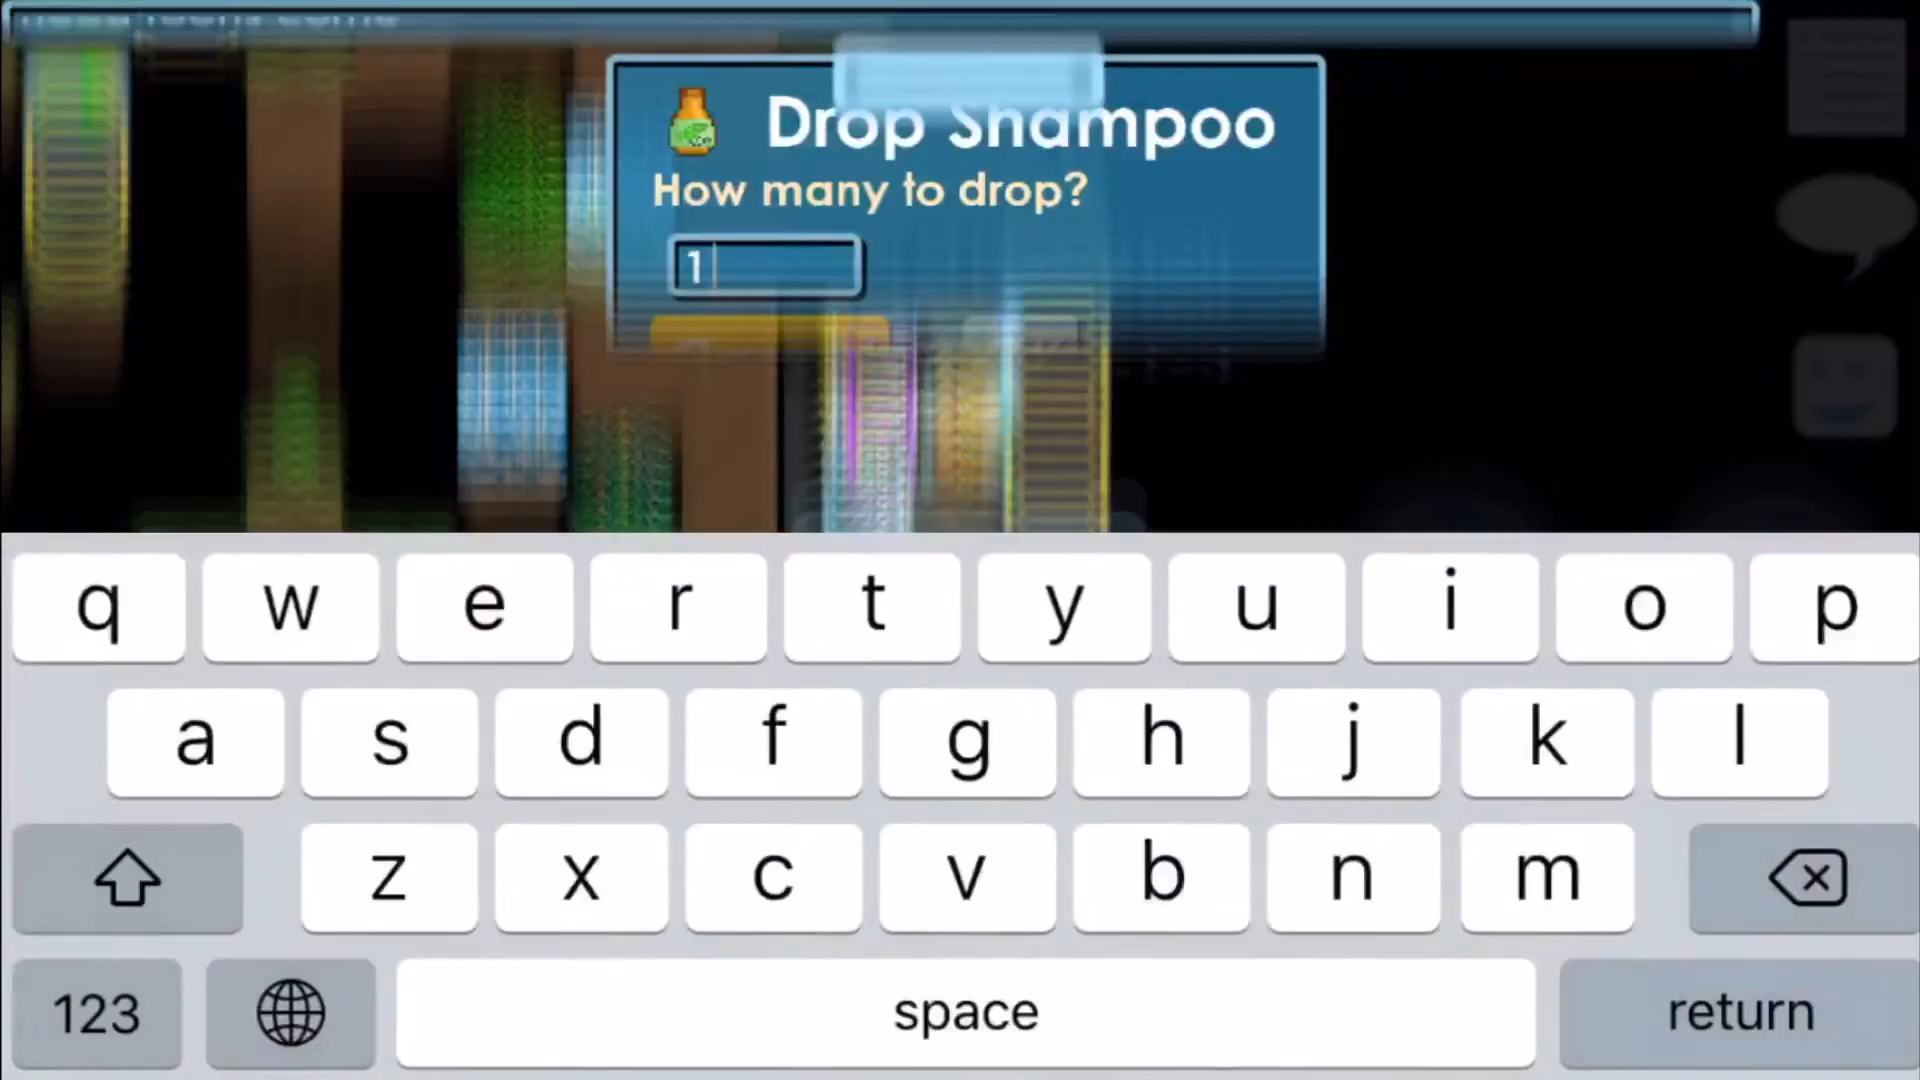 Drop Shampoo
How many to drop?
1
q w e r t y u i o p
a s d f g h j k l
z x c v b n m
123 space return